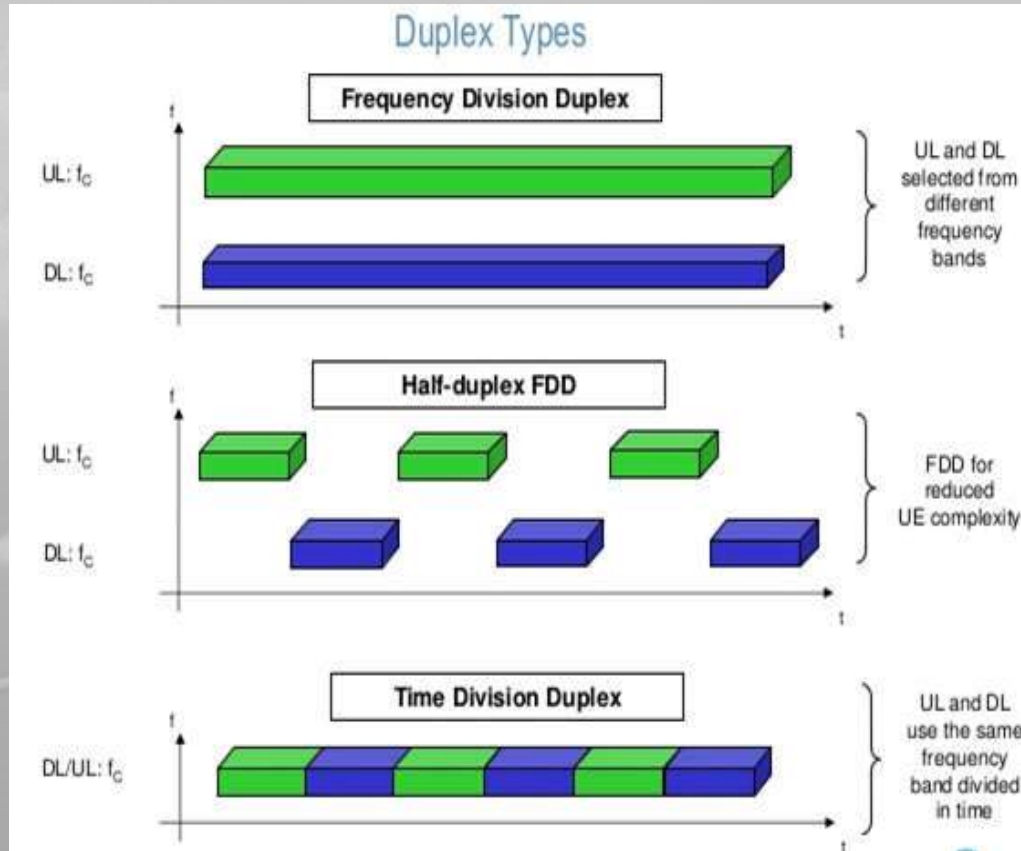 Duplex Types
Frequency Division Duplex
f
UL: fC
DL: fC
t
UL and DL
selected from
different
frequency
bands
Half-duplex FDD
f
UL: fC
DL: fC
t
FDD for
reduced
UE complexity
Time Division Duplex
f
DL/UL: fC
t
UL and DL
use the same
frequency
band divided
in time